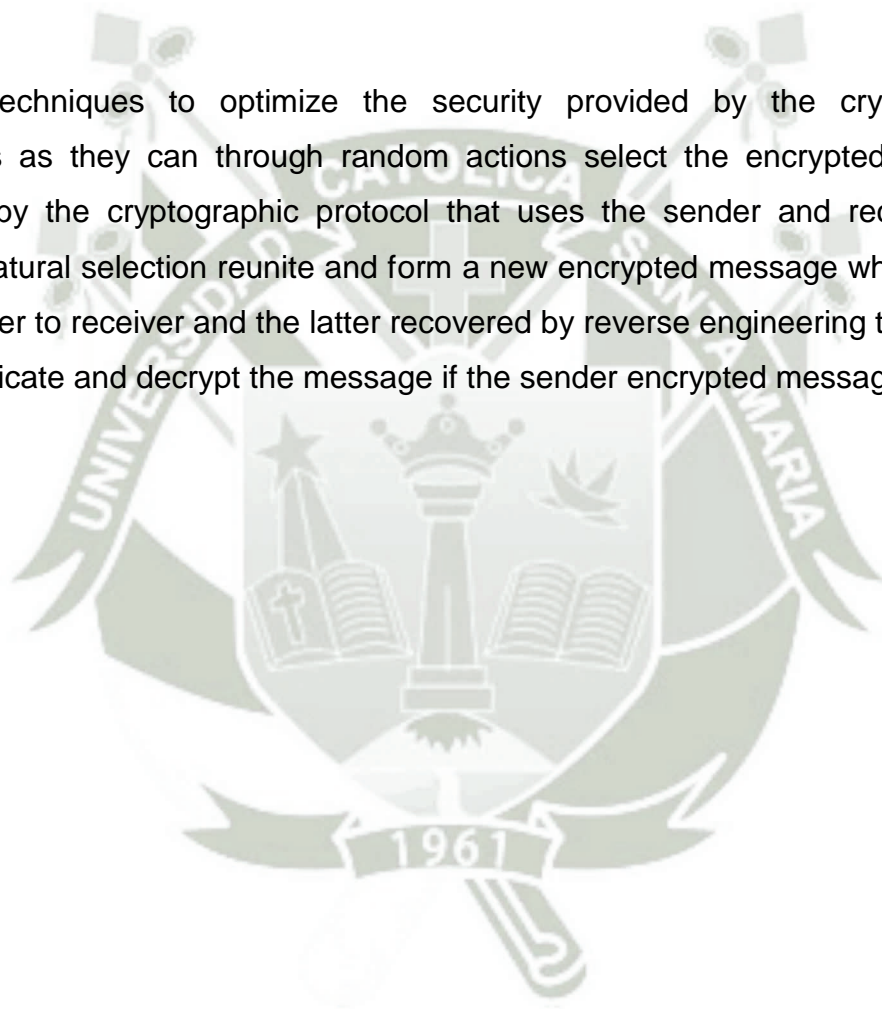 echniques to optimize the security provided by the cry
s as they can through random actions select the encrypted
by the cryptographic protocol that uses the sender and rec
atural selection reunite and form a new encrypted message wh
er to receiver and the latter recovered by reverse engineering t
icate and decrypt the message if the sender encrypted messag
UNIVERSIDAD CATOLICA SANTA MARIA
1961